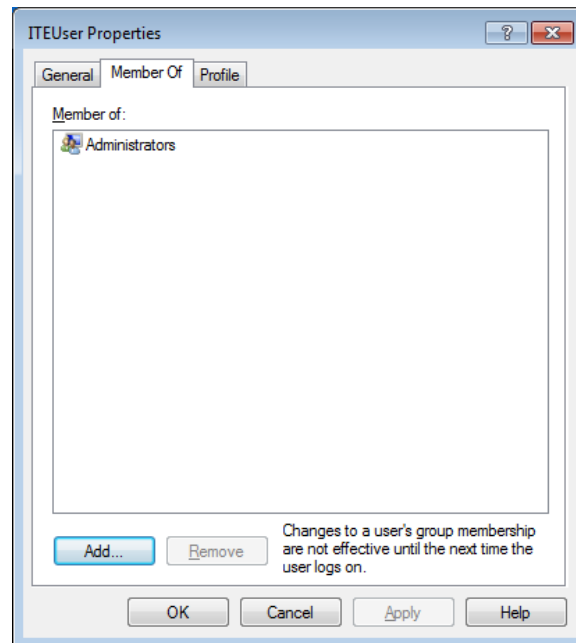 ITEUser Properties
General Member Of Profile
Member of:
Administrators
Add... Remove
Changes to a user's group membership
are not effective until the next time the
user logs on.
OK Cancel Apply Help